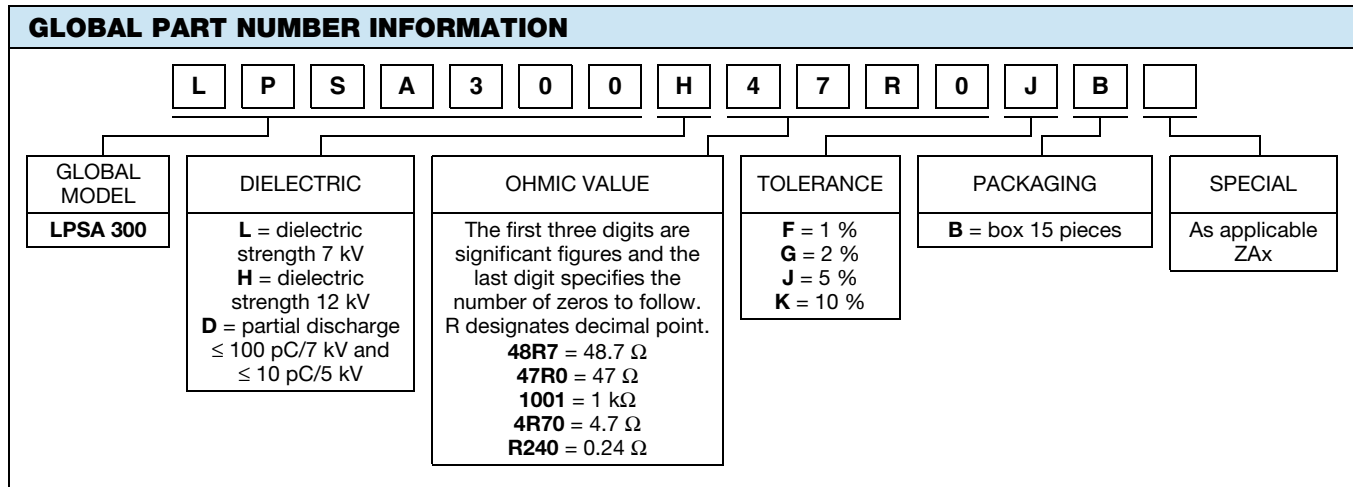 GLOBAL PART NUMBER INFORMATION
L P S A 3 0 0 H 4 7 R 0 J B
GLOBAL
MODEL
LPSA 300
DIELECTRIC
L = dielectric
strength 7 kV
H = dielectric
strength 12 kV
D = partial discharge
≤ 100 pC/7 kV and
≤ 10 pC/5 kV
OHMIC VALUE
The first three digits are
significant figures and the
last digit specifies the
number of zeros to follow.
R designates decimal point.
48R7 = 48.7 Ω
47R0 = 47 Ω
1001 = 1 kΩ
4R70 = 4.7 Ω
R240 = 0.24 Ω
TOLERANCE
F = 1 %
G = 2 %
J = 5 %
K = 10 %
PACKAGING
B = box 15 pieces
SPECIAL
As applicable
ZAx